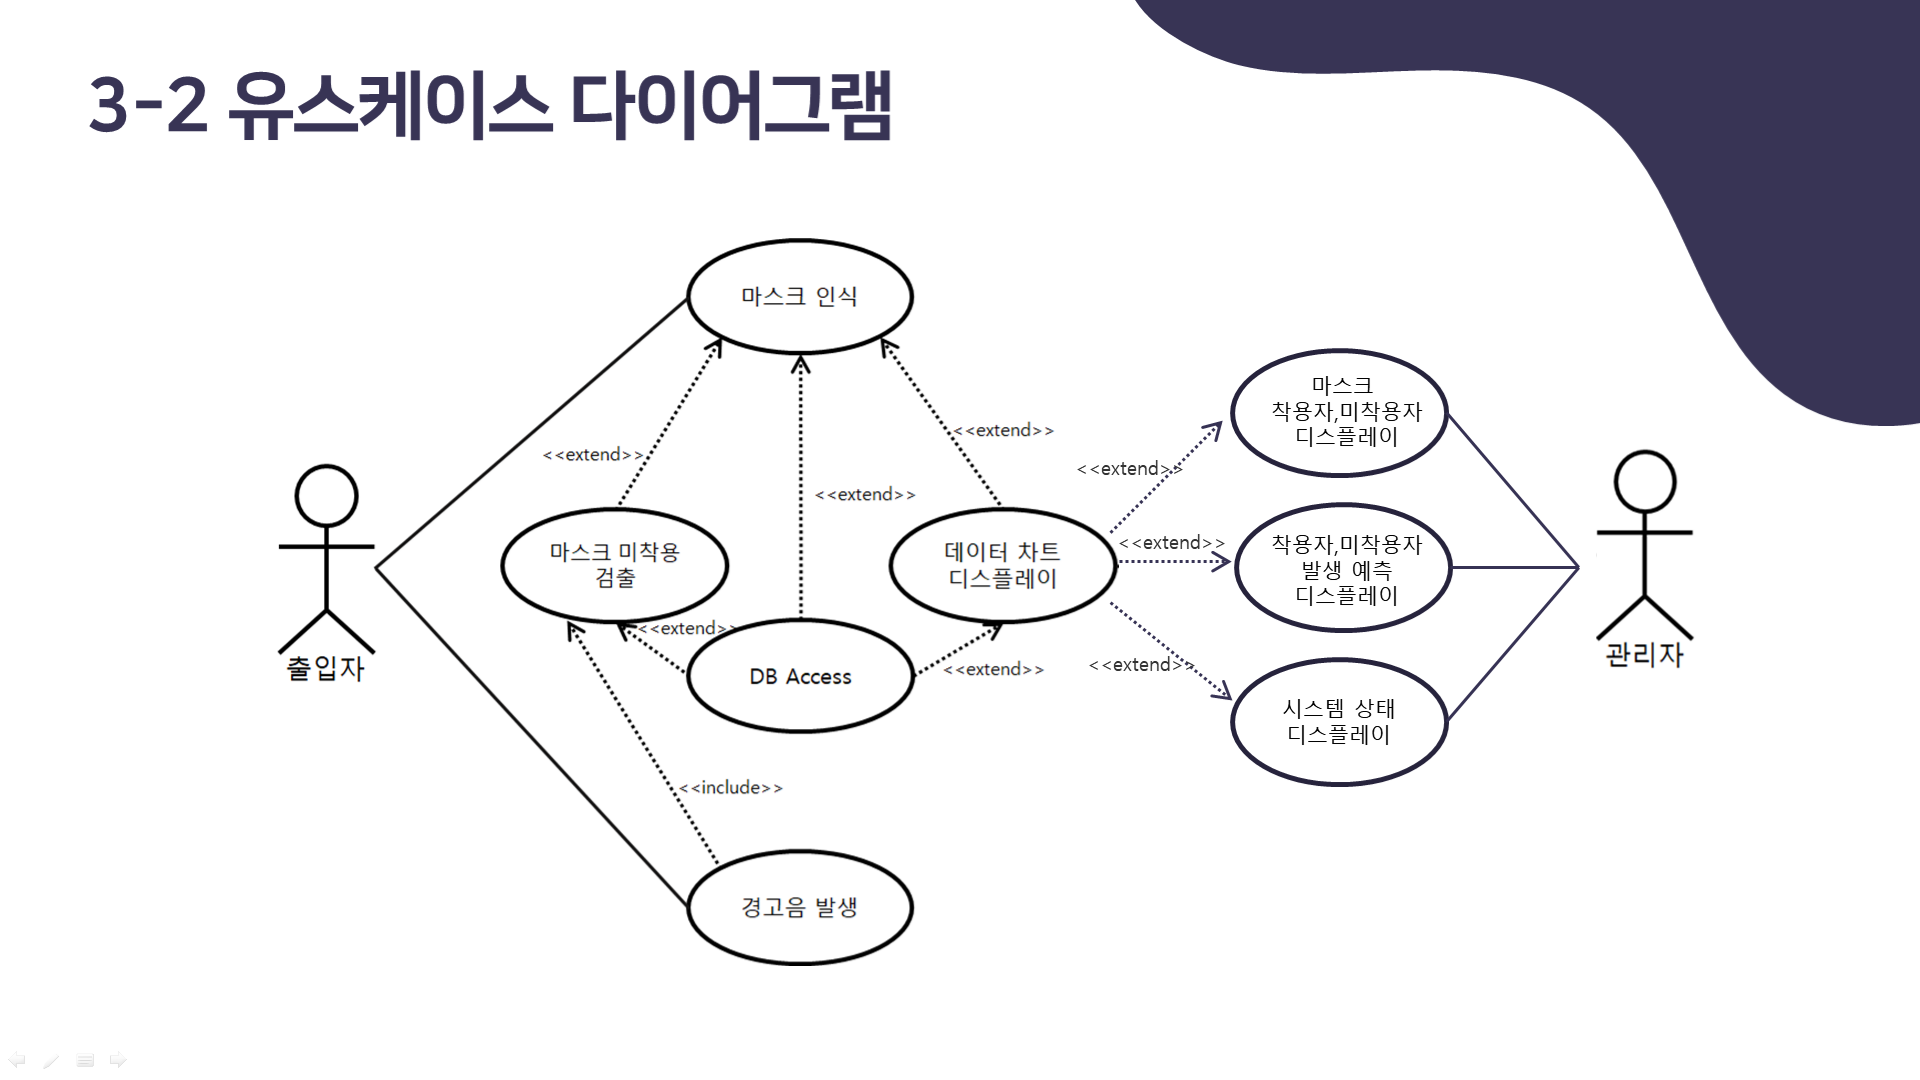 3-2 유스케이스 다이어그램
마스크 인식
마스크
착용자,미착용자
디스플레이
<<extend>>
<<extend>>
<<extend>>
<<extend>>
마스크 미착용
검출
데이터 차트
디스플레이
<<extend>>
착용자,미착용자
발생 예측
디스플레이
<<extend>>
DB Access
<<extend>>
<<extend>>
출입자
관리자
시스템 상태
디스플레이
<<include>>
경고음 발생